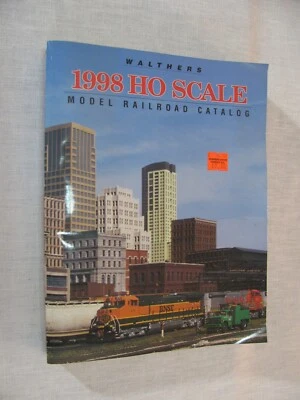 WALTHERS
1998 HO SCALE
MODEL RAILROAD CATALOG
BNSF